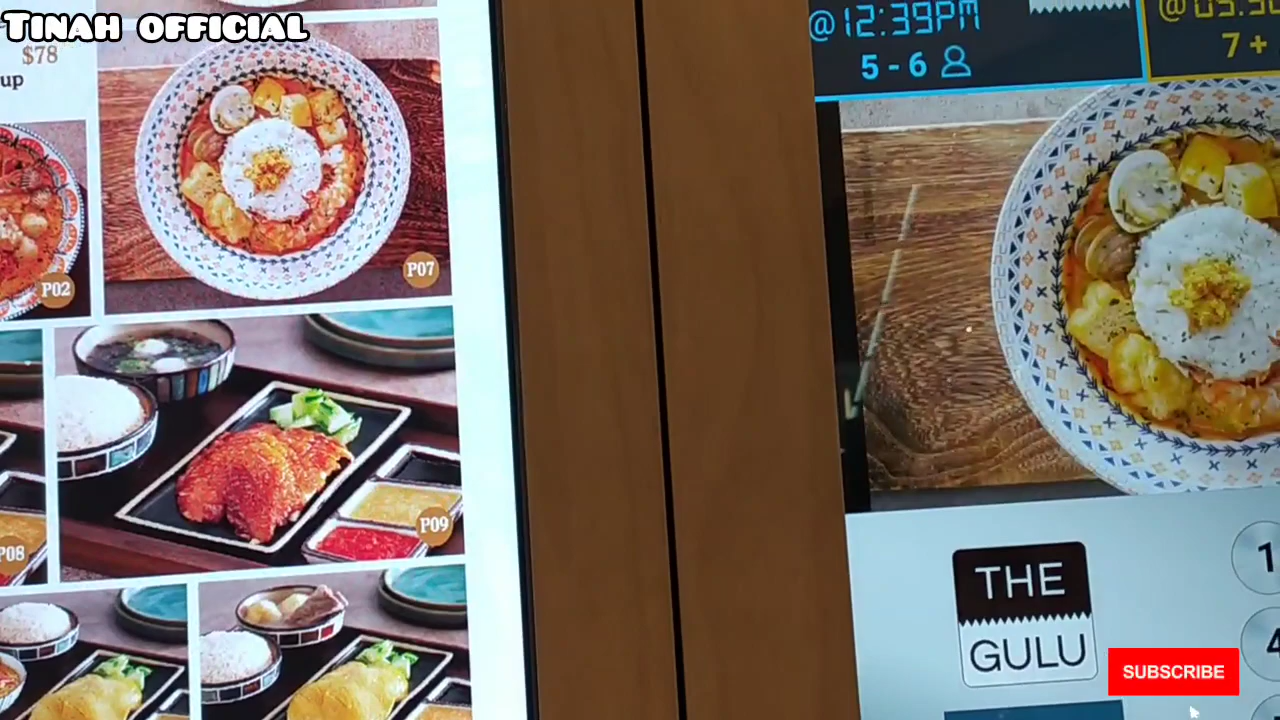 TINAH OFFICIAL
$78
up
P02
P07
P08
P09
@12:39PM
5 - 6
7 +
THE
GULU
1
4
SUBSCRIBE